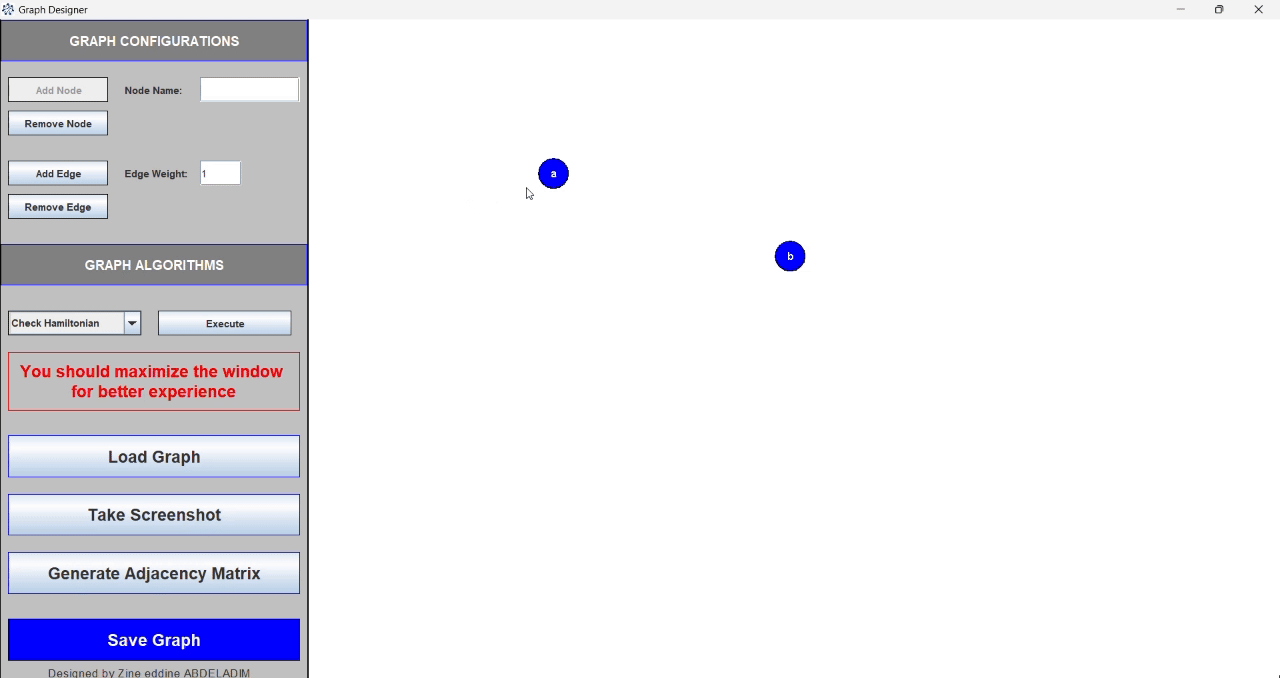 Graph Designer
GRAPH CONFIGURATIONS
Add Node
Node Name:
Remove Node
Add Edge
Edge Weight:
1
Remove Edge
GRAPH ALGORITHMS
Check Hamiltonian
Execute
You should maximize the window
for better experience
Load Graph
Take Screenshot
Generate Adjacency Matrix
Save Graph
Designed by Zine eddine ABDELADIM
a
b